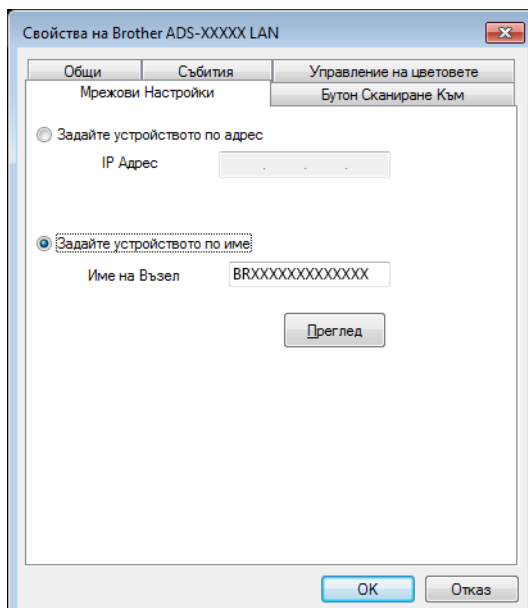 Свойства на Brother ADS-XXXXX LAN
Общи Събития Управление на цветовете
Мрежови Настройки Бутон Сканиране Към
Задайте устройството по адрес
IP Адрес . . .
Задайте устройството по име
Име на Възел BRXXXXXXXXXXXXX
Преглед
OK Отказ